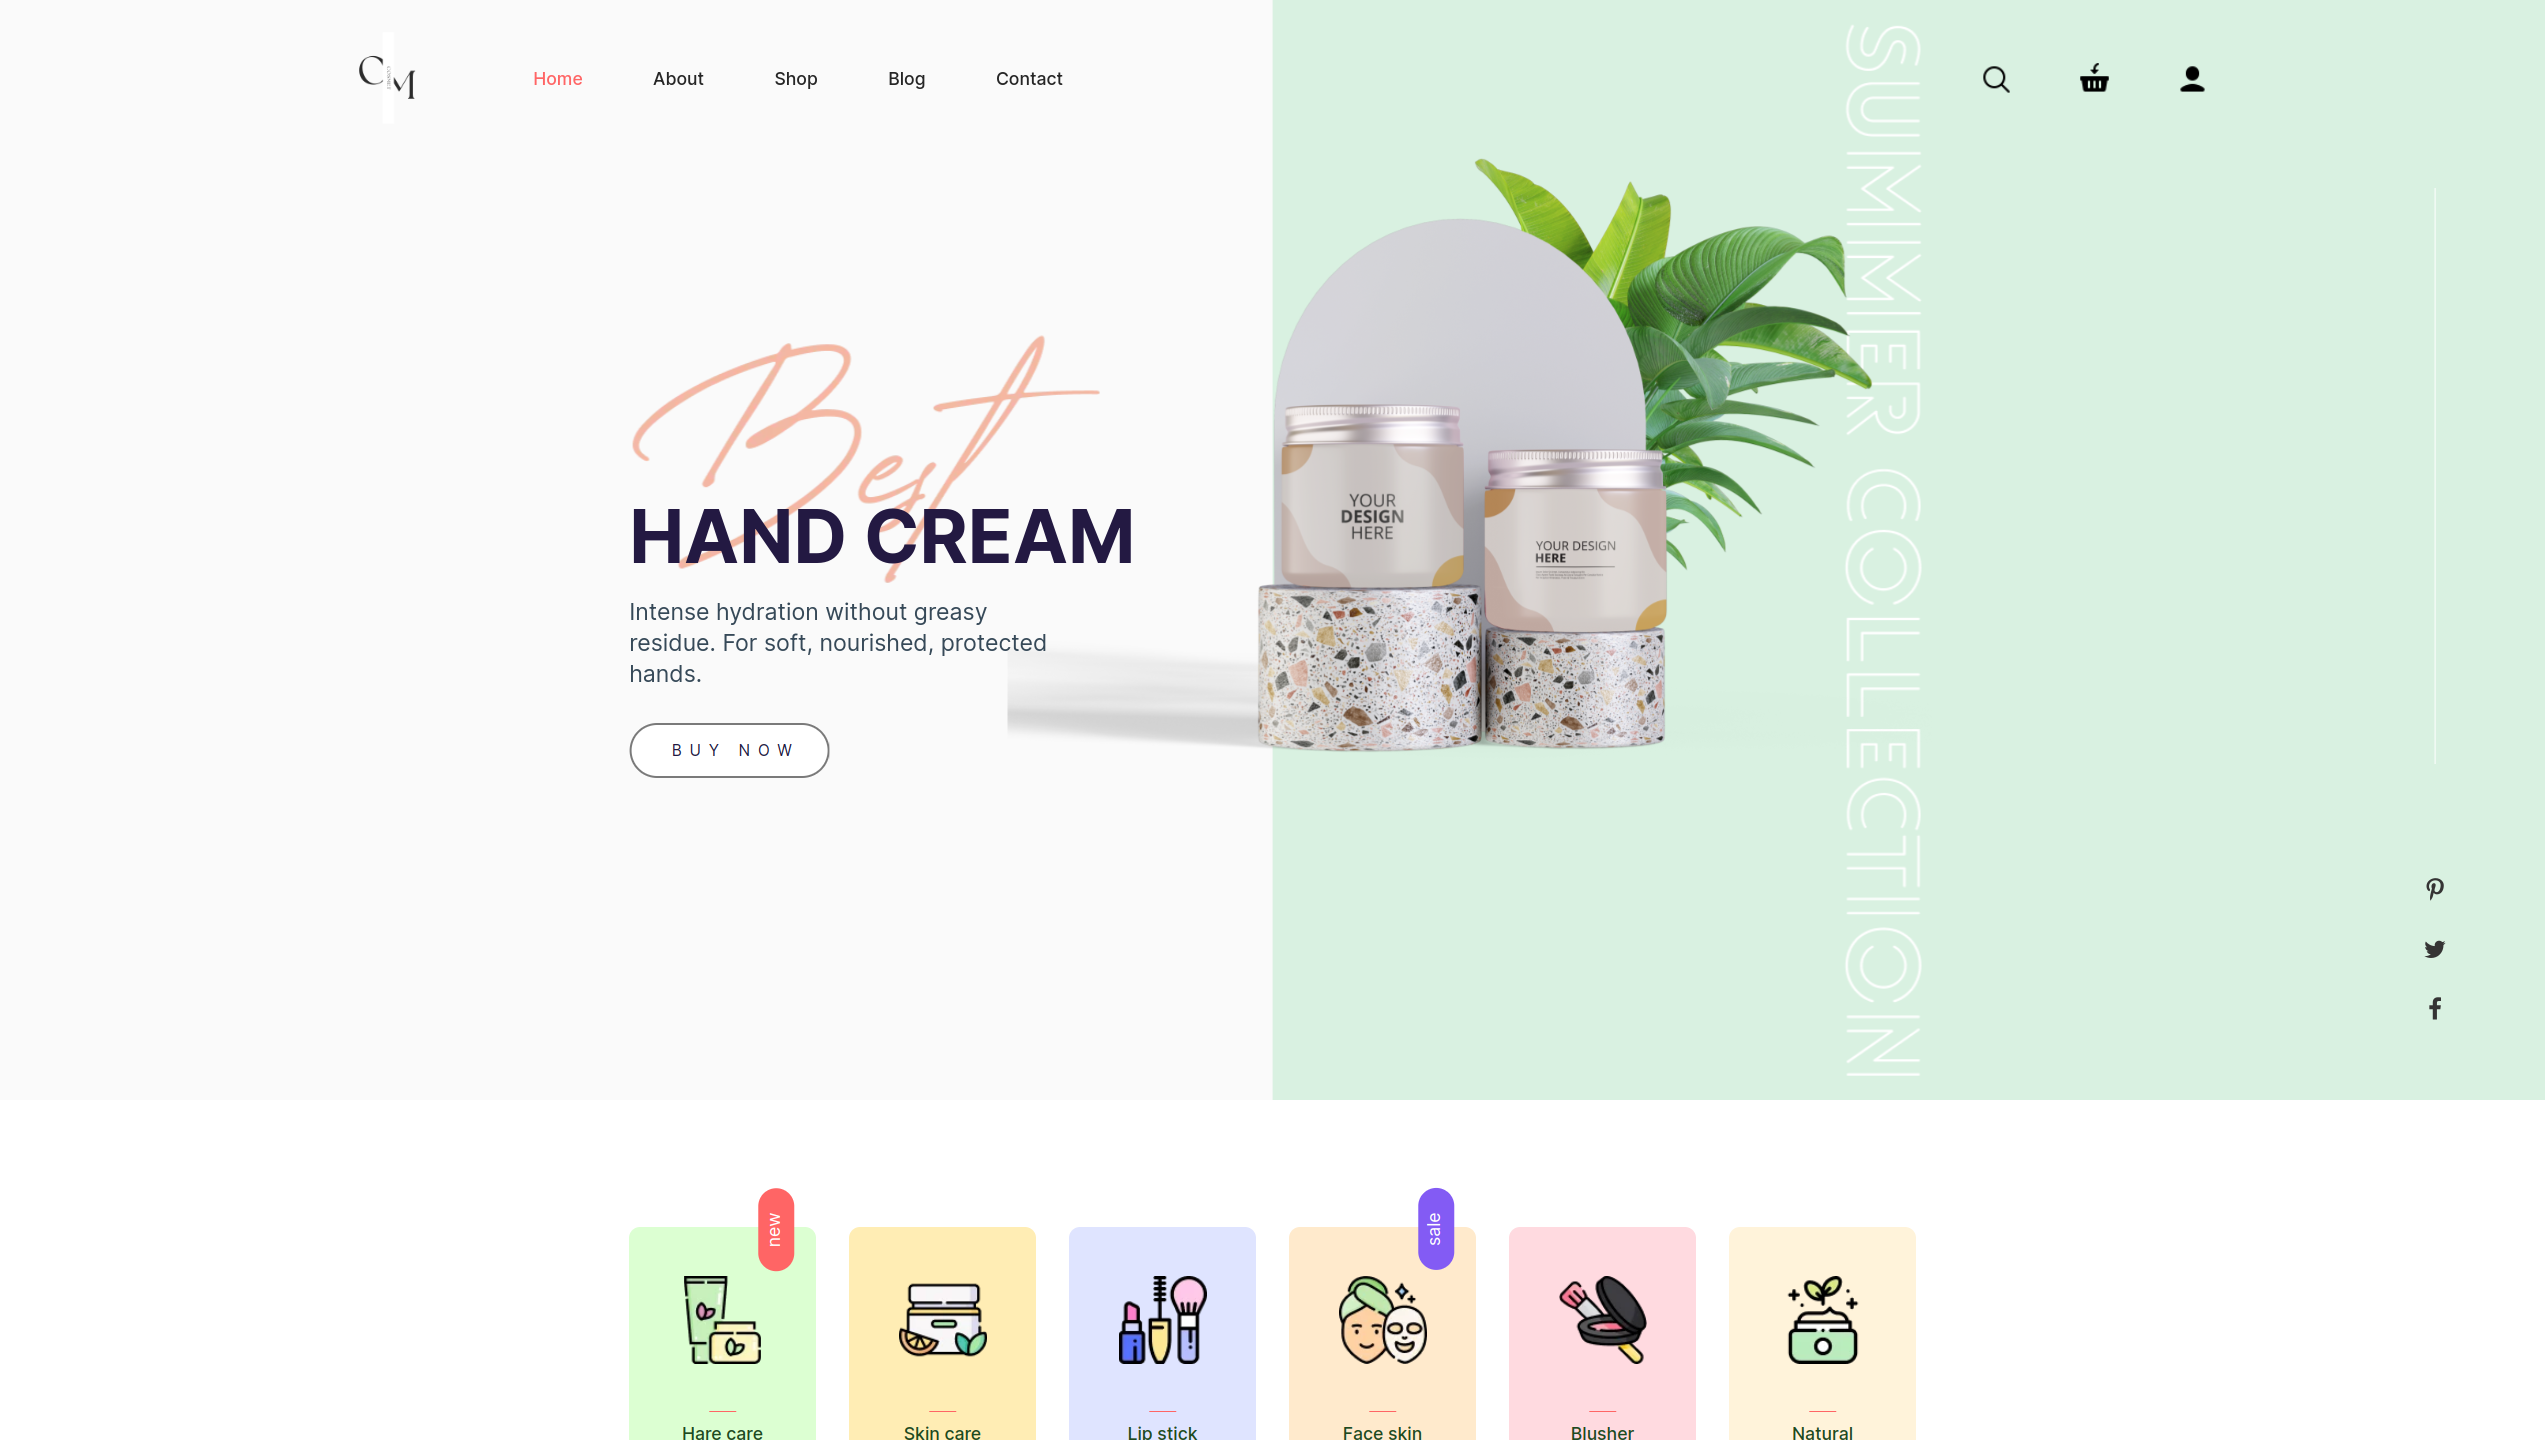 CM
Home
About
Shop
Blog
Contact
SUMMER COLLECTION
Best
HAND CREAM
Intense hydration without greasy
residue. For soft, nourished, protected
hands.
BUY NOW
YOUR
DESIGN
HERE
YOUR DESIGN
HERE
new
sale
Hare care
Skin care
Lip stick
Face skin
Blusher
Natural